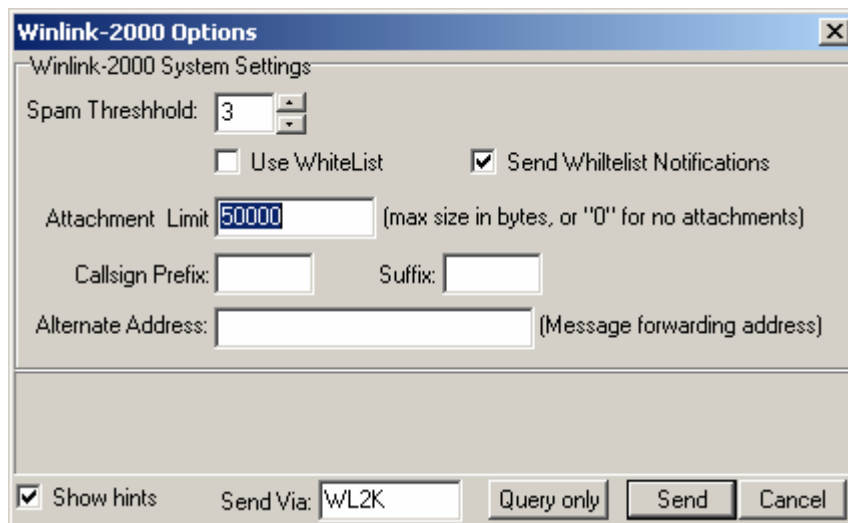 Winlink-2000 Options
Winlink-2000 System Settings
Spam Threshhold: 3
Use WhiteList Send Whiltelist Notifications
Attachment Limit 50000 (max size in bytes, or "0" for no attachments)
Callsign Prefix: Suffix:
Alternate Address: (Message forwarding address)
Show hints Send Via: WL2K Query only Send Cancel